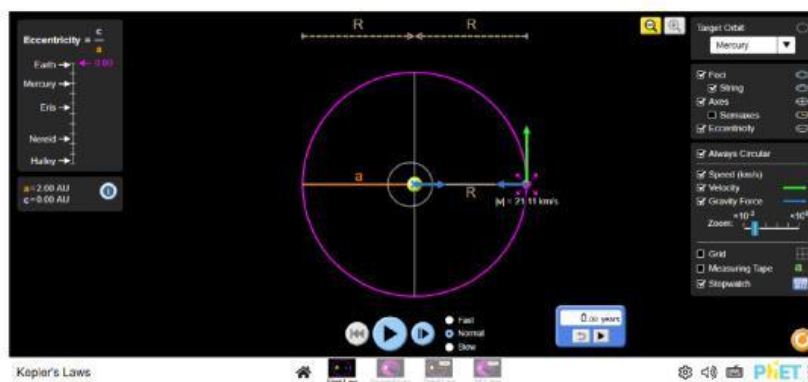 Eccentricity = c
a
Earth
0.00
Mercury
Eris
Nereid
Halley
a=2.00 AU
c=0.00 AU
R R
a
R
|v| = 21.11 km/s
Fast
Normal
Slow
0.00 years
Target Orbit:
Mercury
Foci
String
Axes
Semiaxes
Eccentricity
Always Circular
Speed (km/s)
Velocity
Gravity Force
Zoom:
Grid
Measuring Tape
Stopwatch
Kepler's Laws
PhET